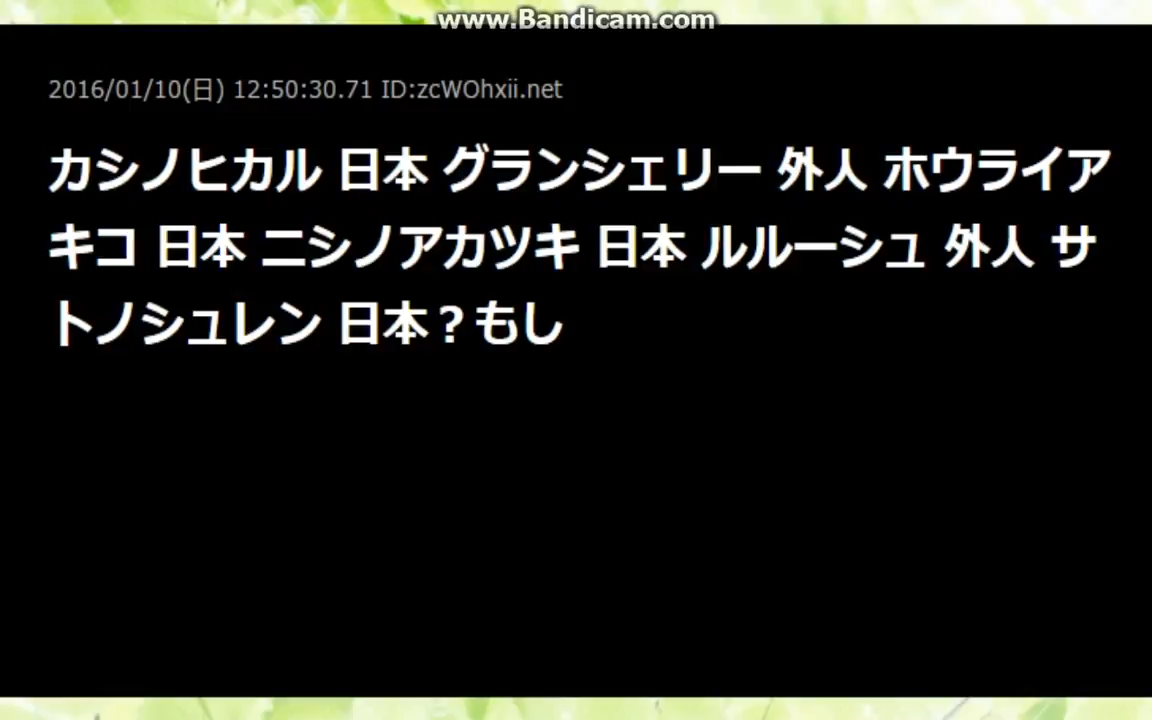 www.Bandicam.com
2016/01/10(日) 12:50:30.71 ID:zcWOhxii.net
カシノヒカル 日本 グランシェリー 外人 ホウライア
キコ 日本 ニシノアカツキ 日本 ルルーシュ 外人 サ
トノシュレン 日本？もし